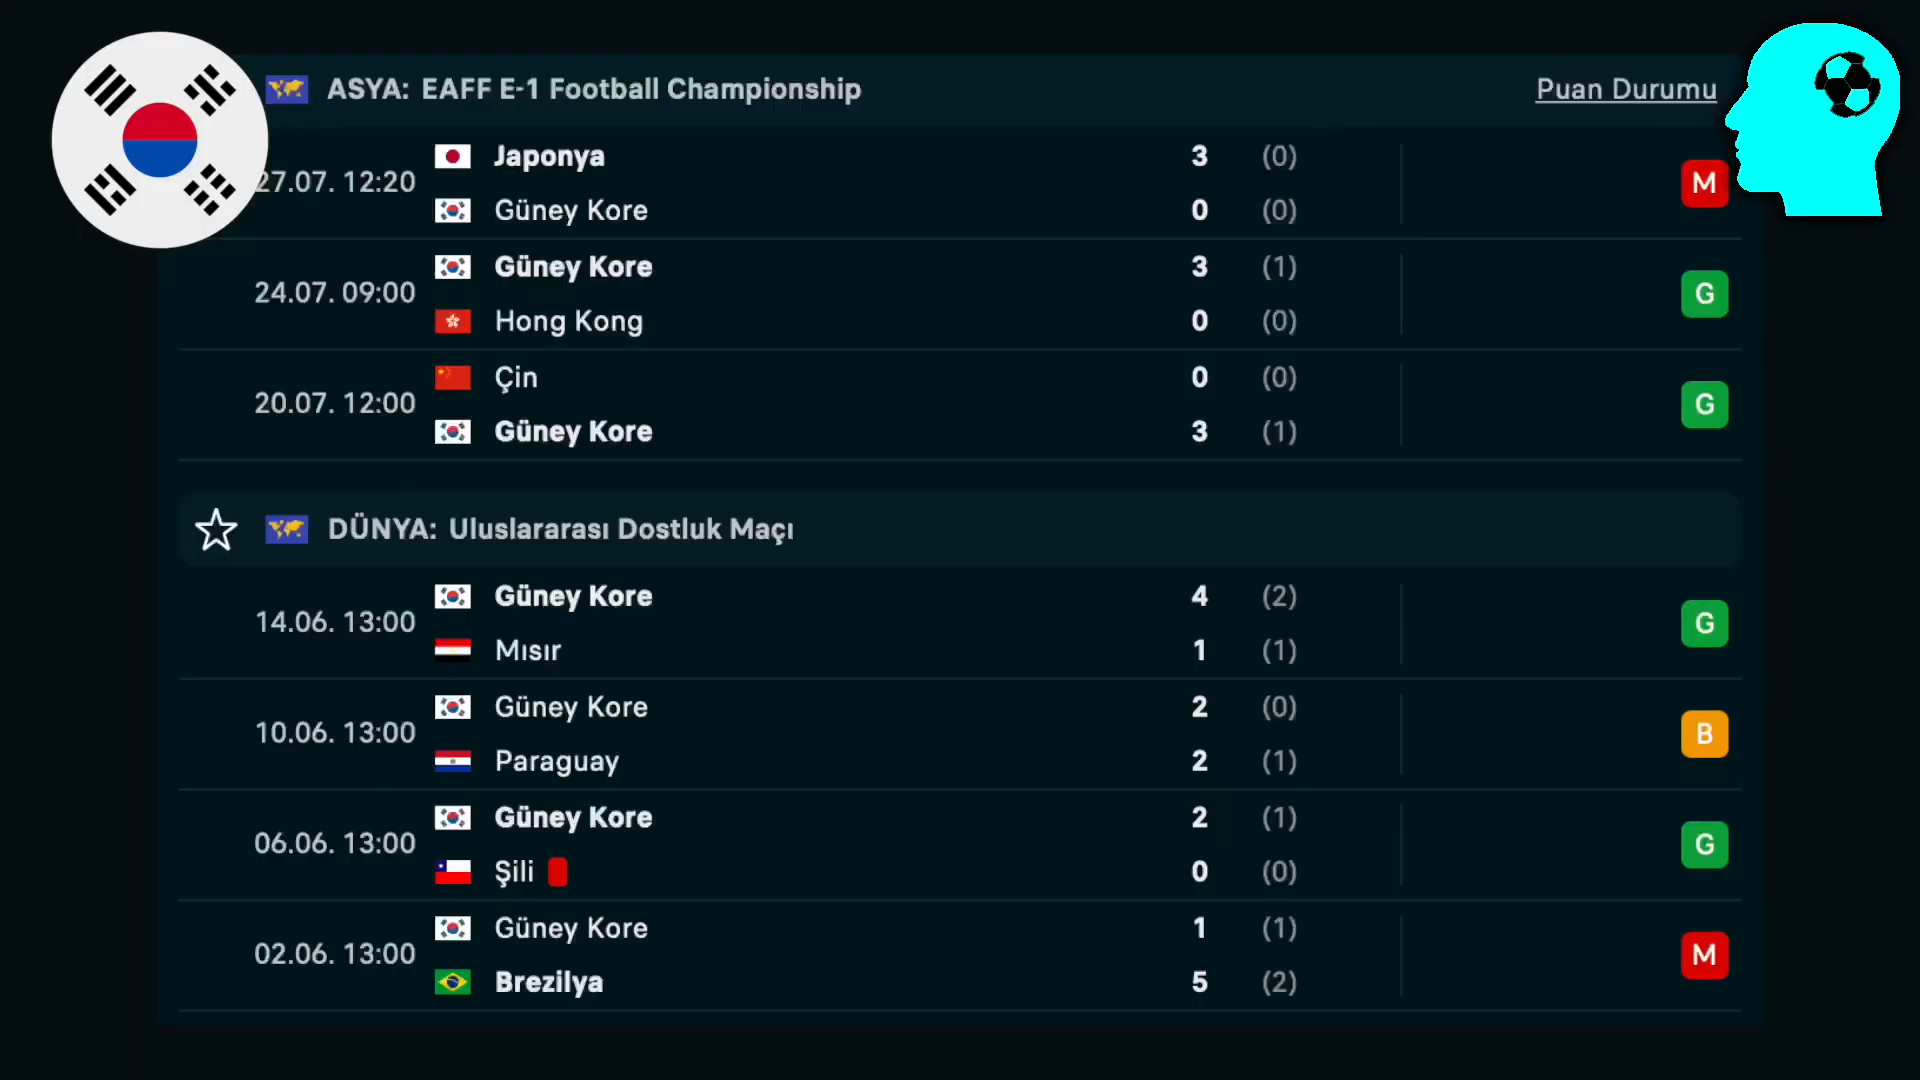 ASYA: EAFF E-1 Football Championship Puan Durumu
27.07. 12:20 Japonya 3 (0) M
Güney Kore 0 (0)
24.07. 09:00 Güney Kore 3 (1) G
Hong Kong 0 (0)
20.07. 12:00 Çin 0 (0) G
Güney Kore 3 (1)
DÜNYA: Uluslararası Dostluk Maçı
14.06. 13:00 Güney Kore 4 (2) G
Mısır 1 (1)
10.06. 13:00 Güney Kore 2 (0) B
Paraguay 2 (1)
06.06. 13:00 Güney Kore 2 (1) G
Şili 0 (0)
02.06. 13:00 Güney Kore 1 (1) M
Brezilya 5 (2)